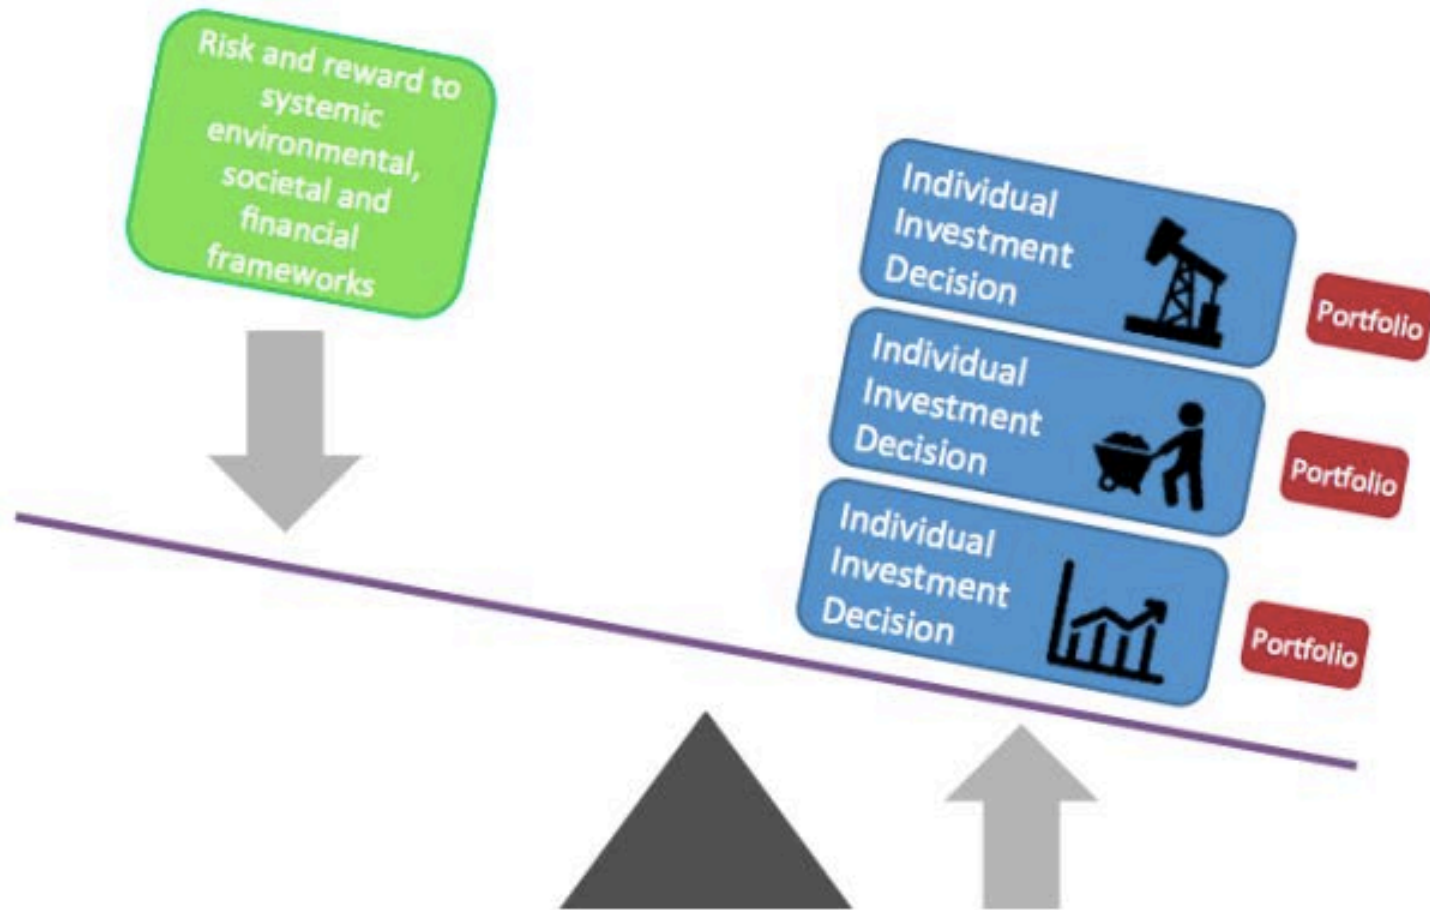 Risk and reward to
systemic
environmental,
societal and
financial
frameworks
Individual
Investment
Decision
Portfolio
Individual
Investment
Decision
Portfolio
Individual
Investment
Decision
Portfolio